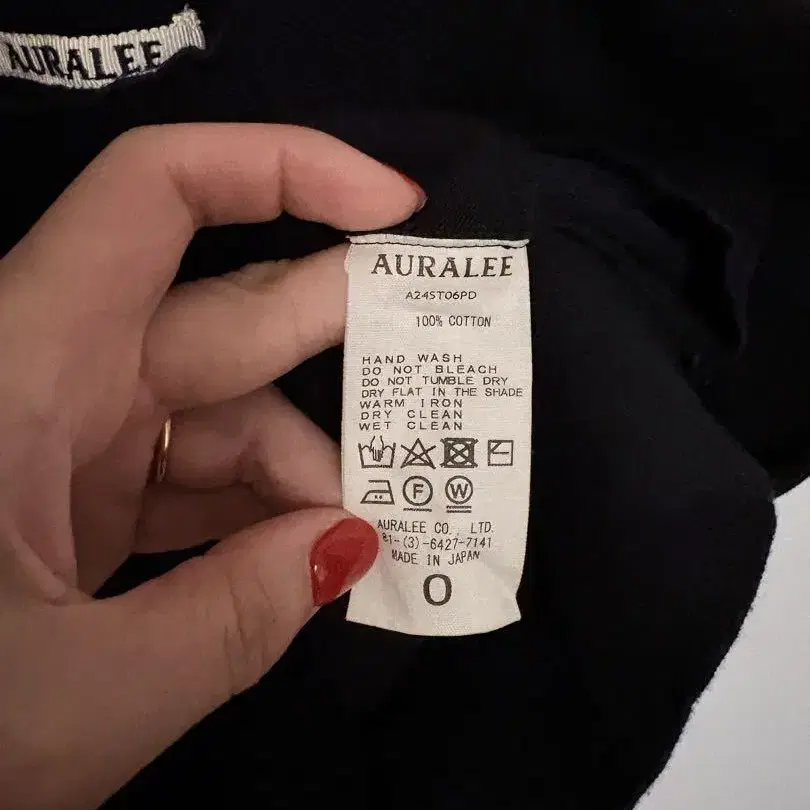 AURALEE
AURALEE
A24ST06PD
100% COTTON
HAND WASH
DO NOT BLEACH
DO NOT TUMBLE DRY
DRY FLAT IN THE SHADE
WARM IRON
DRY CLEAN
WET CLEAN
F W
AURALEE CO., LTD.
81-(3)-6427-7141
MADE IN JAPAN
0